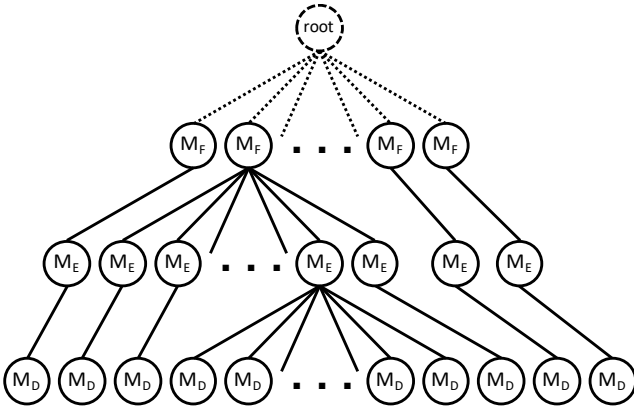 root
M_F M_F . . . M_F M_F
M_E M_E M_E . . . M_E M_E M_E M_E
M_D M_D M_D M_D M_D . . . M_D M_D M_D M_D M_D